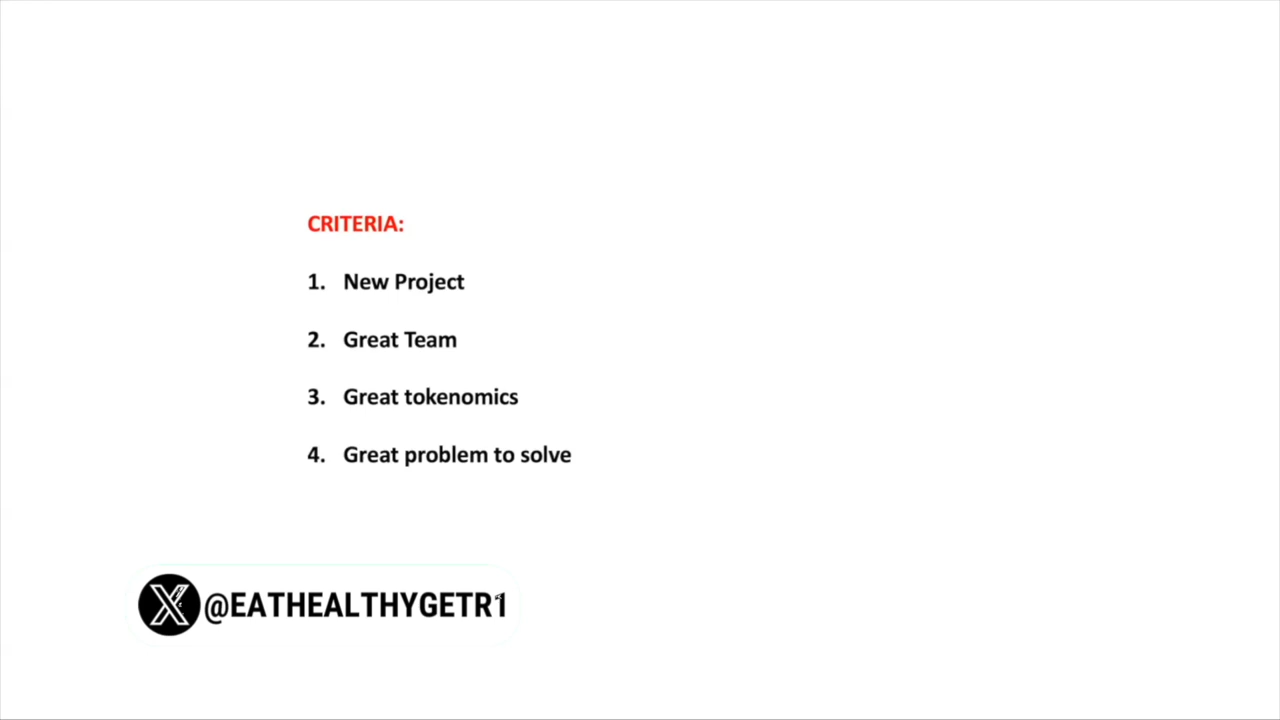 CRITERIA:
1. New Project
2. Great Team
3. Great tokenomics
4. Great problem to solve
@EATHEALTHYGETR1